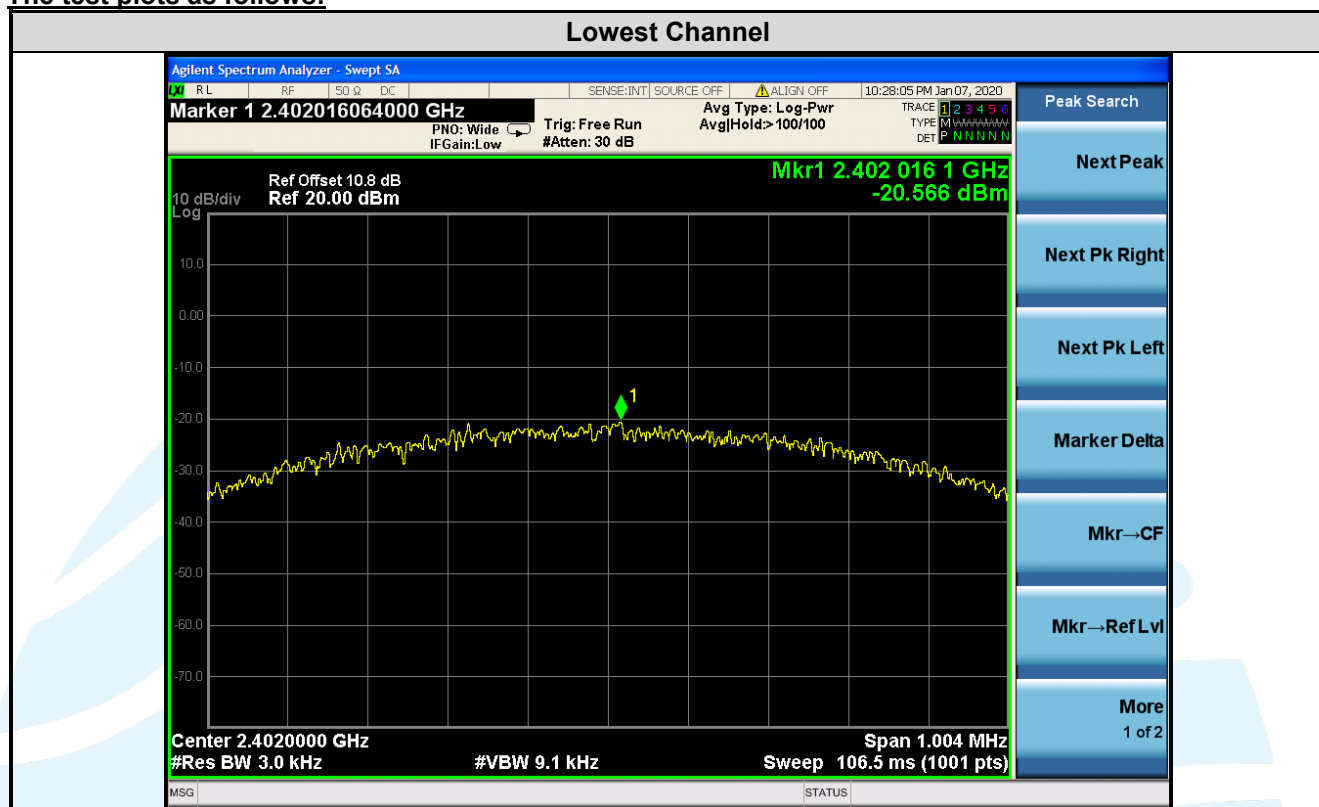 The test plots as follows:
Lowest Channel
Agilent Spectrum Analyzer - Swept SA
LXI RL RF 50 Ω DC SENSE:INT SOURCE OFF ALIGN OFF 10:28:05 PM Jan 07, 2020
Marker 1 2.402016064000 GHz
PNO: Wide
IFGain:Low
Trig: Free Run
#Atten: 30 dB
Avg Type: Log-Pwr
Avg|Hold:> 100/100
TRACE 1 2 3 4 5 6
TYPE M WWWWW
DET P N N N N N
Peak Search
Next Peak
Next Pk Right
Next Pk Left
Marker Delta
Mkr→CF
Mkr→Ref Lvl
More
1 of 2
Mkr1 2.402 016 1 GHz
-20.566 dBm
Ref Offset 10.8 dB
10 dB/div Ref 20.00 dBm
Log
10.0
0.00
-10.0
1
-20.0
-30.0
-40.0
-50.0
-60.0
-70.0
Center 2.4020000 GHz Span 1.004 MHz
#Res BW 3.0 kHz #VBW 9.1 kHz Sweep 106.5 ms (1001 pts)
MSG STATUS